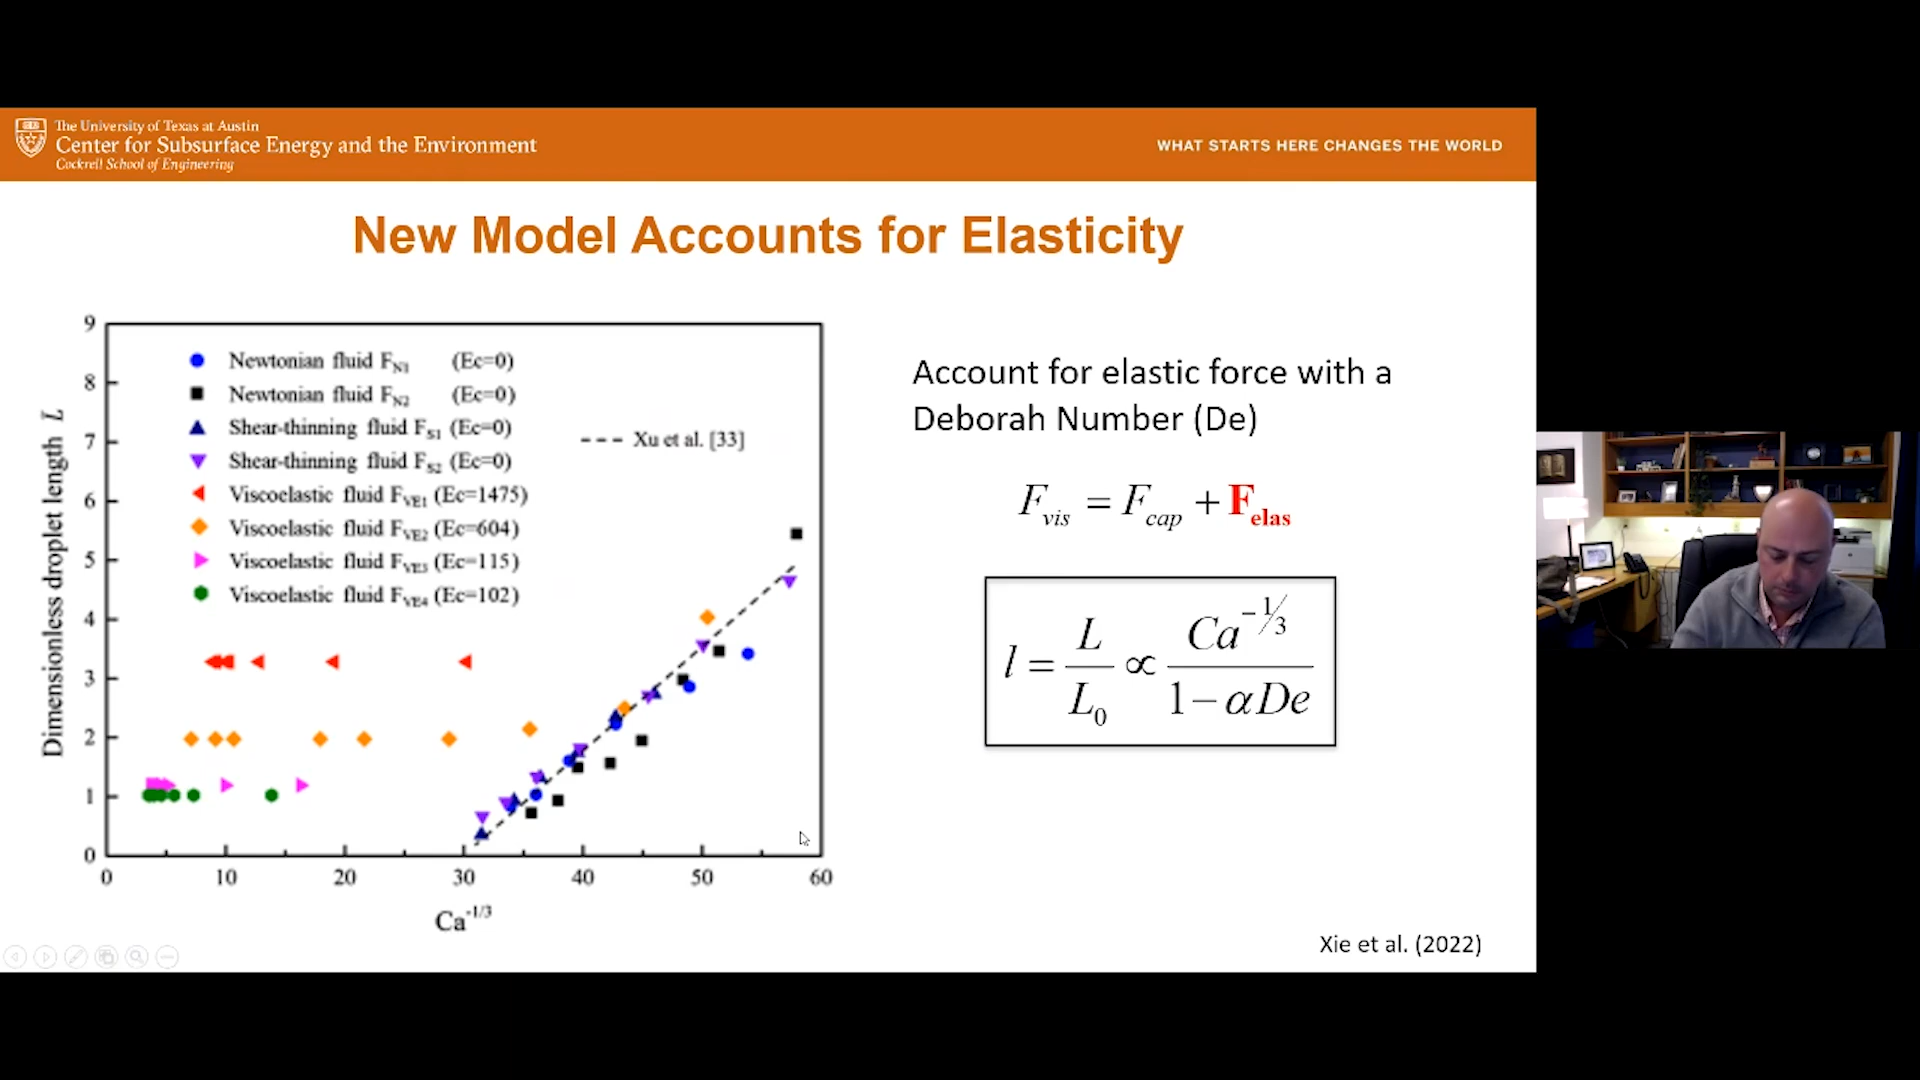 The University of Texas at Austin
Center for Subsurface Energy and the Environment
Cockrell School of Engineering
WHAT STARTS HERE CHANGES THE WORLD
New Model Accounts for Elasticity
Newtonian fluid F_N1 (Ec=0)
Newtonian fluid F_N2 (Ec=0)
Shear-thinning fluid F_S1 (Ec=0)
Shear-thinning fluid F_S2 (Ec=0)
Viscoelastic fluid F_VE1 (Ec=1475)
Viscoelastic fluid F_VE2 (Ec=604)
Viscoelastic fluid F_VE3 (Ec=115)
Viscoelastic fluid F_VE4 (Ec=102)
Xu et al. [33]
Dimensionless droplet length L̄
9
8
7
6
5
4
3
2
1
0
0 10 20 30 40 50 60
Ca^-1/3
Account for elastic force with a
Deborah Number (De)
F_vis = F_cap + F_elas
l = L/L_0 ∝ Ca^-1/3 / (1 − αDe)
Xie et al. (2022)